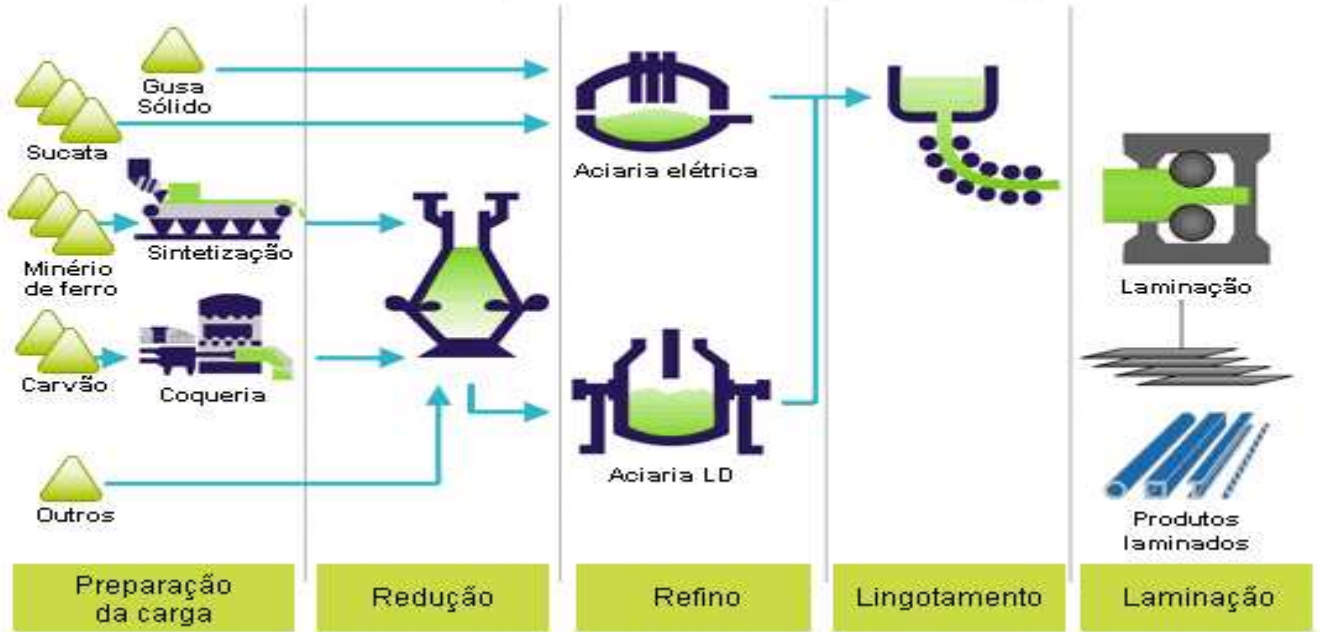 Gusa
Sólido
Sucata
Aciaria elétrica
Sintetização
Minério
de ferro
Laminação
Carvão
Coqueria
Aciaria LD
Outros
Produtos
laminados
Preparação
da carga
Redução
Refino
Lingotamento
Laminação